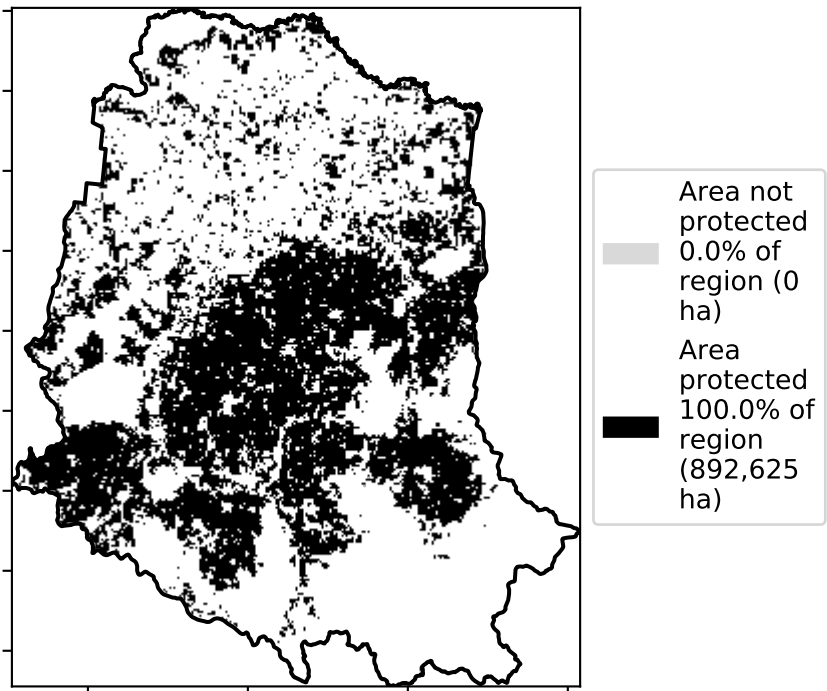 Area not
protected
0.0% of
region (0
ha)
Area
protected
100.0% of
region
(892,625
ha)